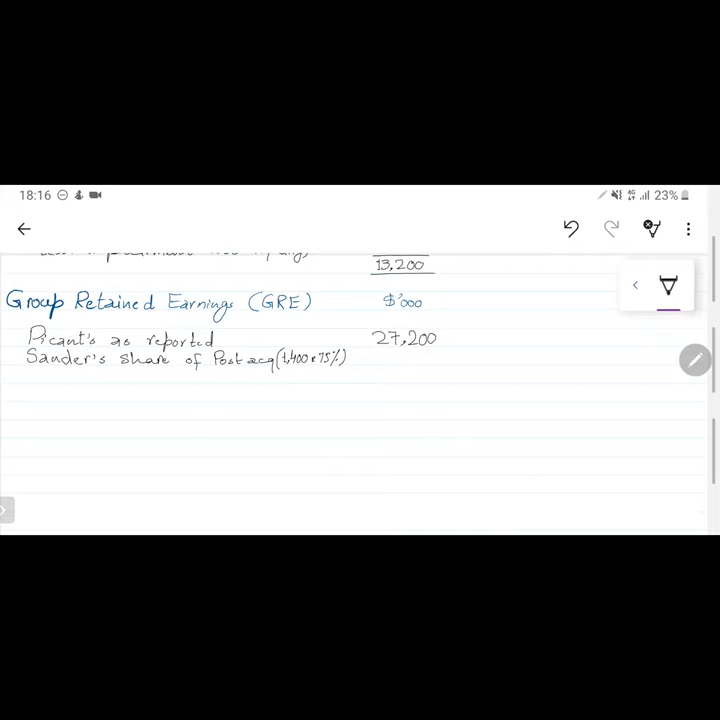 18:16 4G 23%
13,200
Group Retained Earnings (GRE) $'000
Picant's as reported 27,200
Sander's share of Post acq (1,400 x 75%)